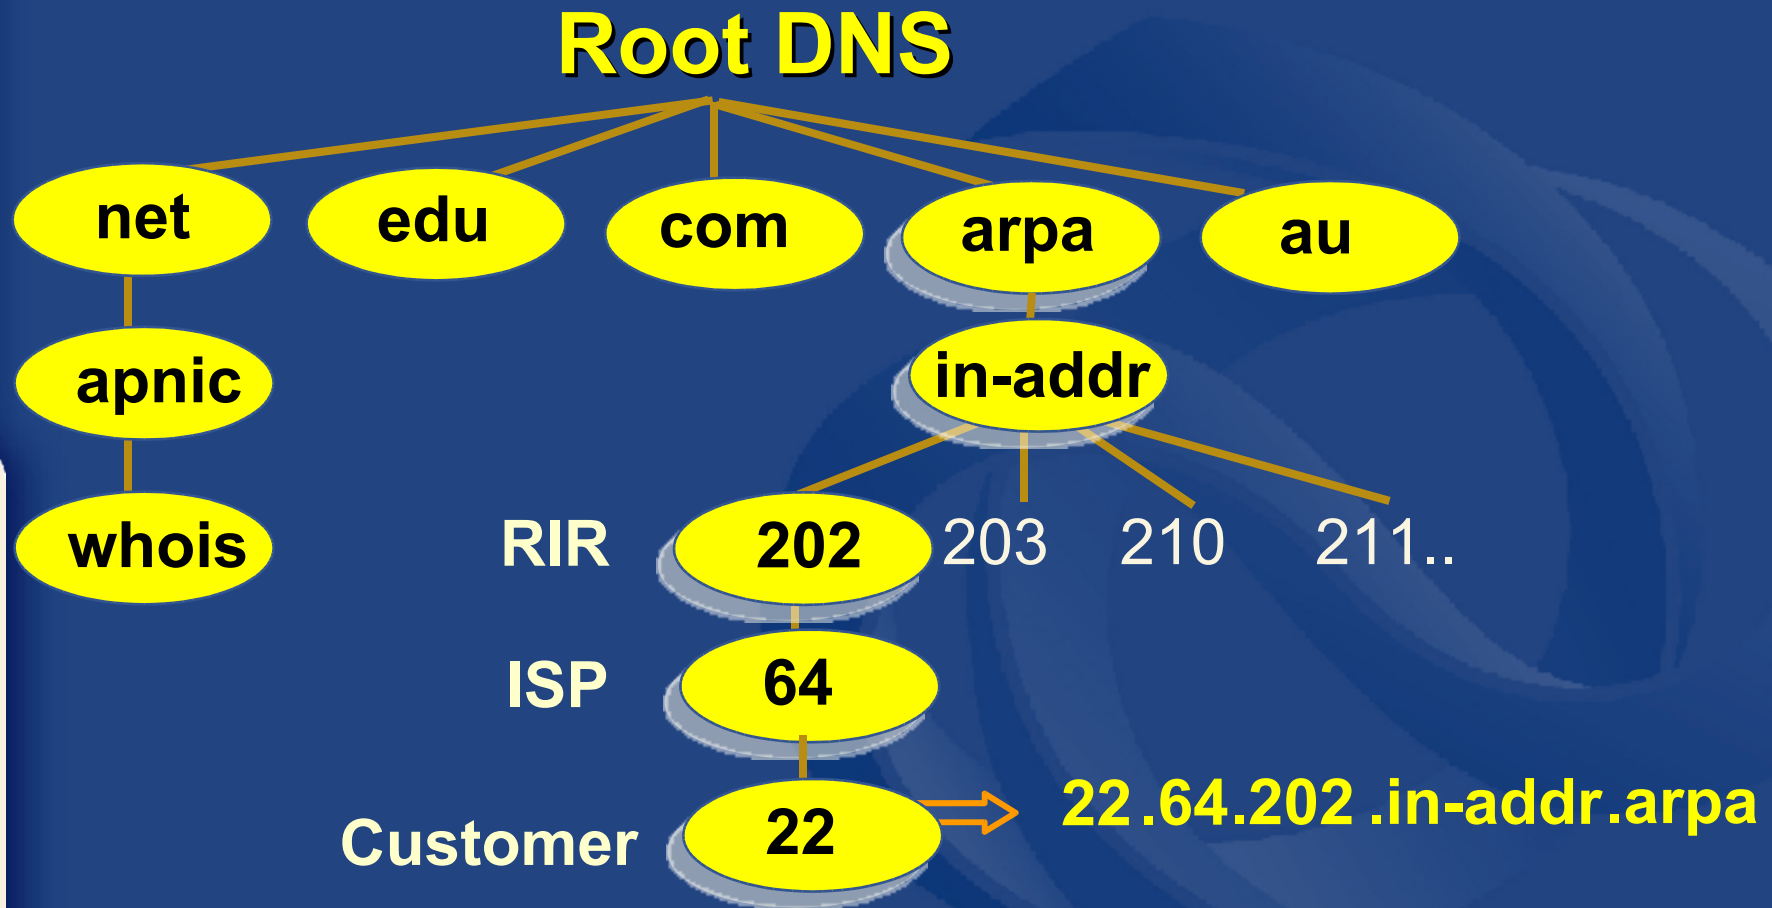 Root DNS
net edu com arpa au
apnic in-addr
whois RIR 202 203 210 211..
ISP 64
Customer 22 22.64.202 .in-addr.arpa